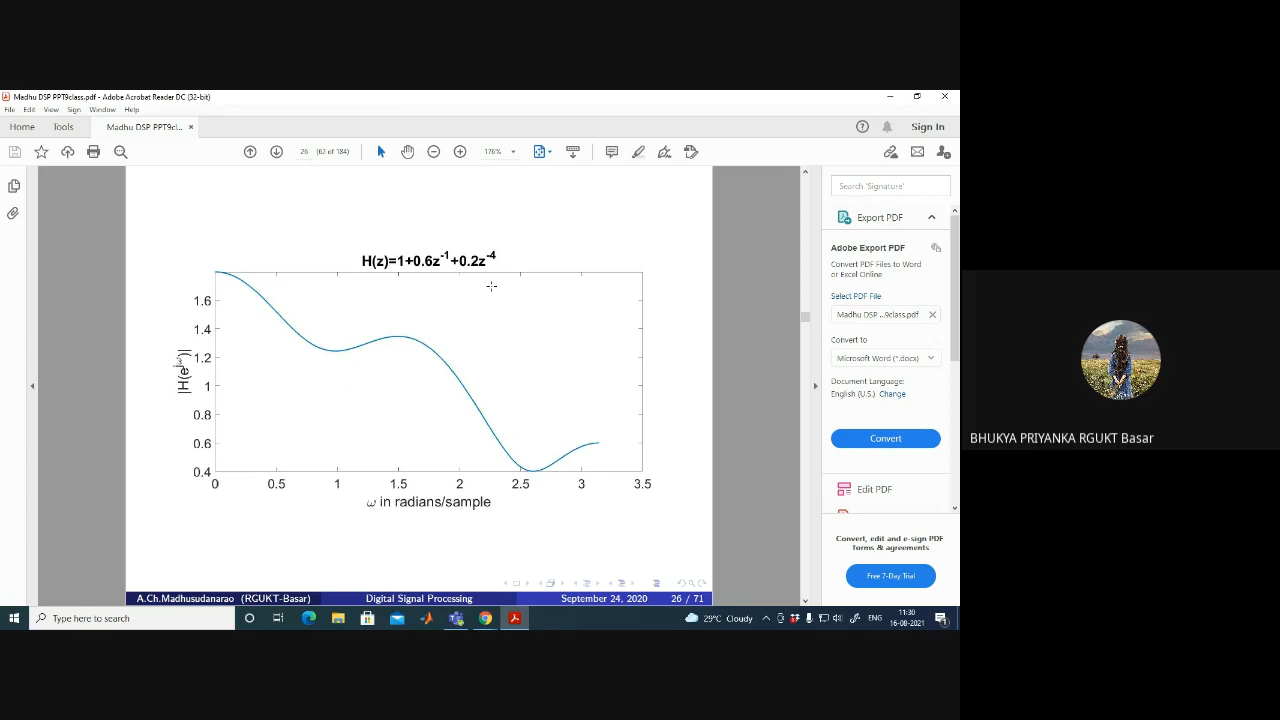 Madhu DSP PPT9class.pdf - Adobe Acrobat Reader DC (32-bit)
File Edit View Sign Window Help
Home Tools Madhu DSP PPT9cl... × Sign In
26 (62 of 184) 176%
Search 'Signature'
Export PDF
Adobe Export PDF
Convert PDF Files to Word
or Excel Online
Select PDF File
Madhu DSP ...9class.pdf
Convert to
Microsoft Word (*.docx)
Document Language:
English (U.S.) Change
Convert
Edit PDF
Convert, edit and e-sign PDF
forms & agreements
Free 7-Day Trial
H(z)=1+0.6z⁻¹+0.2z⁻⁴
|H(e^jω)|
1.6
1.4
1.2
1
0.8
0.6
0.4
0 0.5 1 1.5 2 2.5 3 3.5
ω in radians/sample
A.Ch.Madhusudanarao (RGUKT-Basar) Digital Signal Processing September 24, 2020 26 / 71
BHUKYA PRIYANKA RGUKT Basar
Type here to search
29°C Cloudy
ENG
11:30
16-08-2021